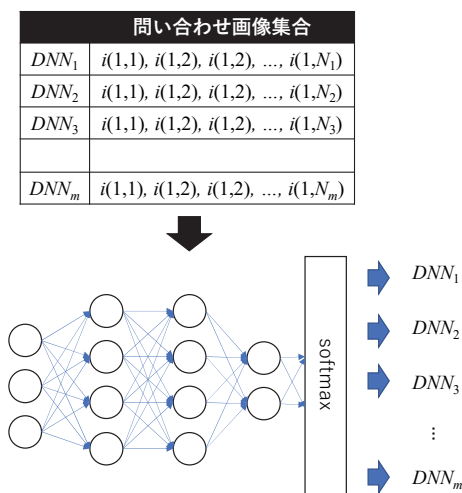 問い合わせ画像集合
DNN1 i(1,1), i(1,2), i(1,2), ..., i(1,N1)
DNN2 i(1,1), i(1,2), i(1,2), ..., i(1,N2)
DNN3 i(1,1), i(1,2), i(1,2), ..., i(1,N3)
DNNm i(1,1), i(1,2), i(1,2), ..., i(1,Nm)
softmax
DNN1
DNN2
DNN3
⋮
DNNm